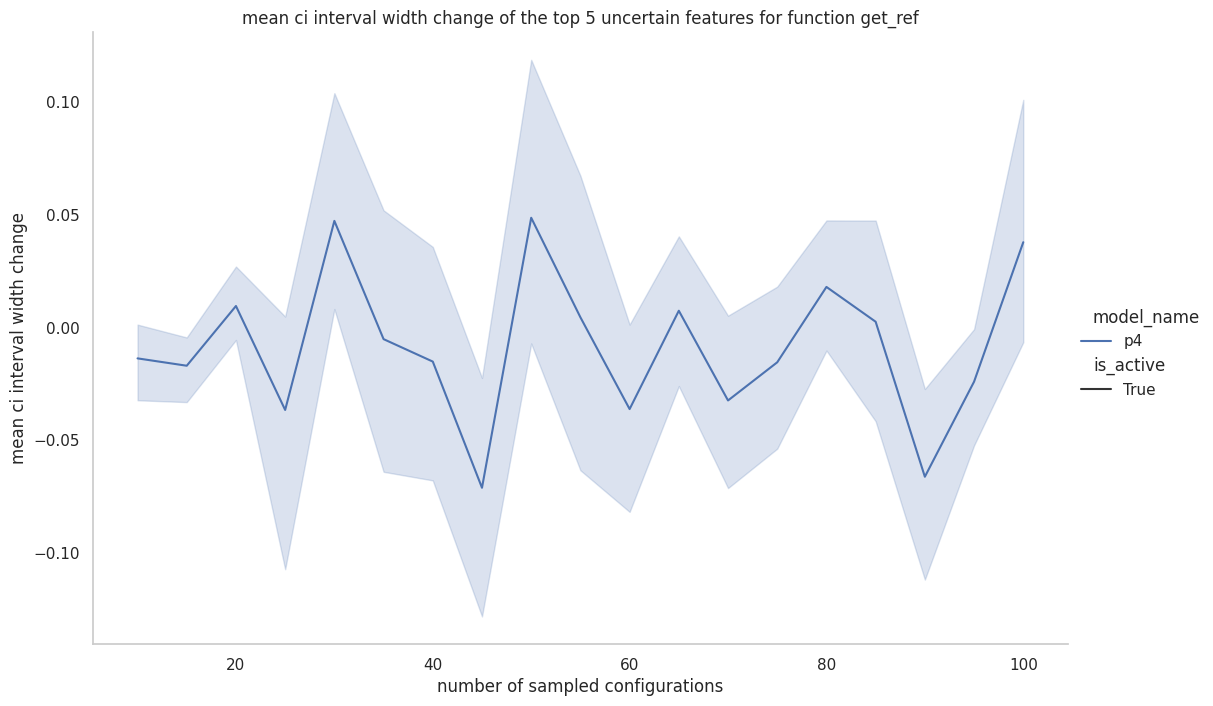 mean ci interval width change of the top 5 uncertain features for function get_ref
mean ci interval width change
0.10
0.05
0.00
−0.05
−0.10
20
40
60
80
100
number of sampled configurations
model_name
p4
is_active
True